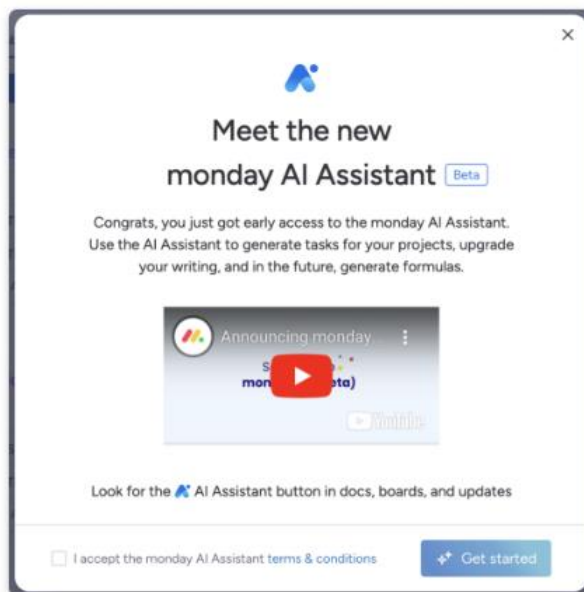 Meet the new
monday AI Assistant Beta
Congrats, you just got early access to the monday AI Assistant.
Use the AI Assistant to generate tasks for your projects, upgrade
your writing, and in the future, generate formulas.
Announcing monday
mon eta)
YouTube
Look for the AI Assistant button in docs, boards, and updates
I accept the monday AI Assistant terms & conditions
Get started